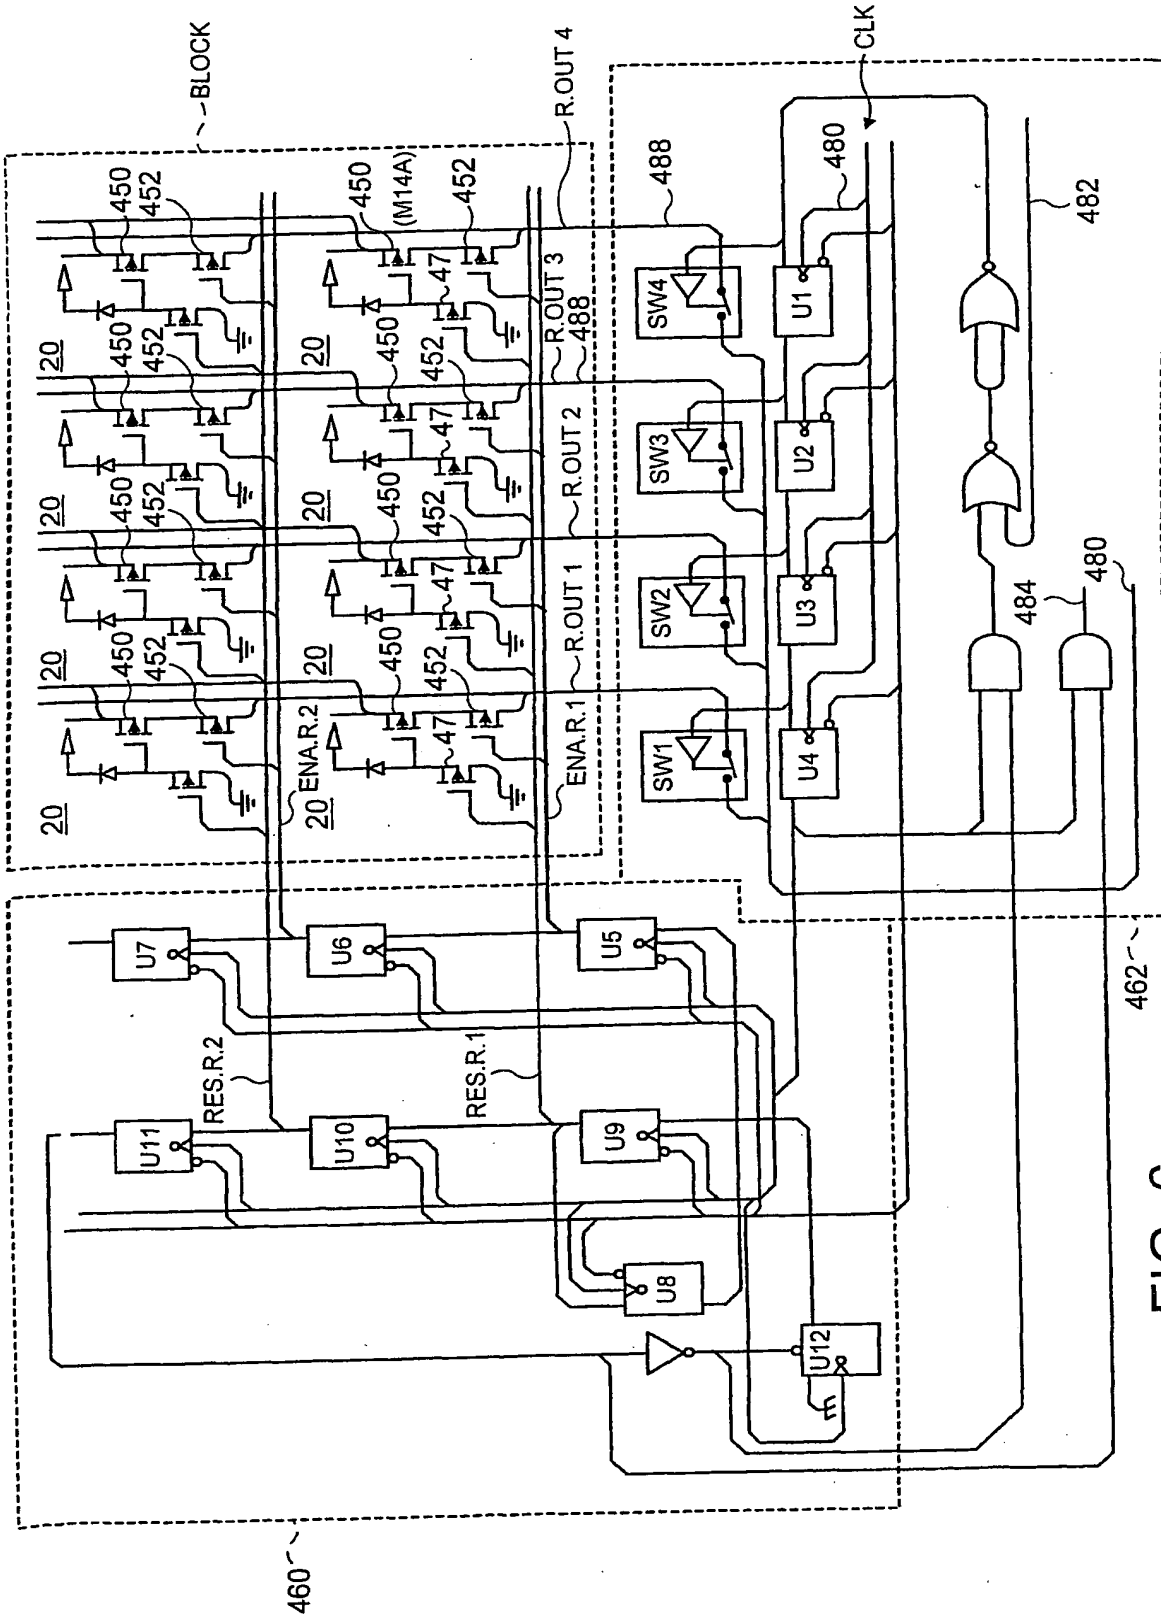 BLOCK
R.OUT 4
CLK
20
450
452
20
450
452
20
450
452
20
450
452
ENA.R.2
20
47
450
(M14A)
452
20
47
450
452
20
47
450
452
20
47
450
452
ENA.R.1
R.OUT 3
488
R.OUT 2
R.OUT 1
488
SW4
SW3
SW2
SW1
U1
U2
U3
U4
480
482
484
480
U7
U6
U5
RES.R.2
RES.R.1
U11
U10
U9
U8
U12
460
462
FIG.